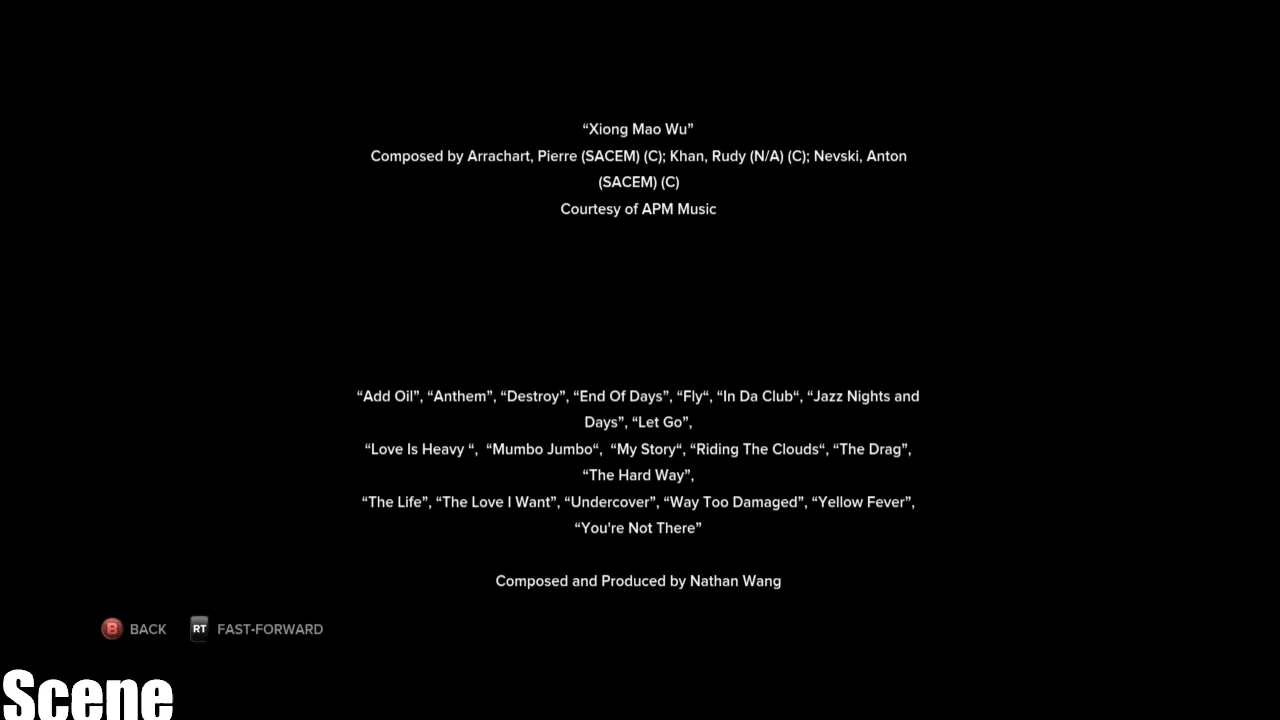 “Xiong Mao Wu”
Composed by Arrachart, Pierre (SACEM) (C); Khan, Rudy (N/A) (C); Nevski, Anton
(SACEM) (C)
Courtesy of APM Music
“Add Oil”, “Anthem”, “Destroy”, “End Of Days”, “Fly“, “In Da Club“, “Jazz Nights and
Days”, “Let Go”,
“Love Is Heavy “,  “Mumbo Jumbo“,  “My Story“, “Riding The Clouds“, “The Drag”,
“The Hard Way”,
“The Life”, “The Love I Want”, “Undercover”, “Way Too Damaged”, “Yellow Fever”,
“You're Not There”
Composed and Produced by Nathan Wang
B BACK RT FAST-FORWARD
Scene